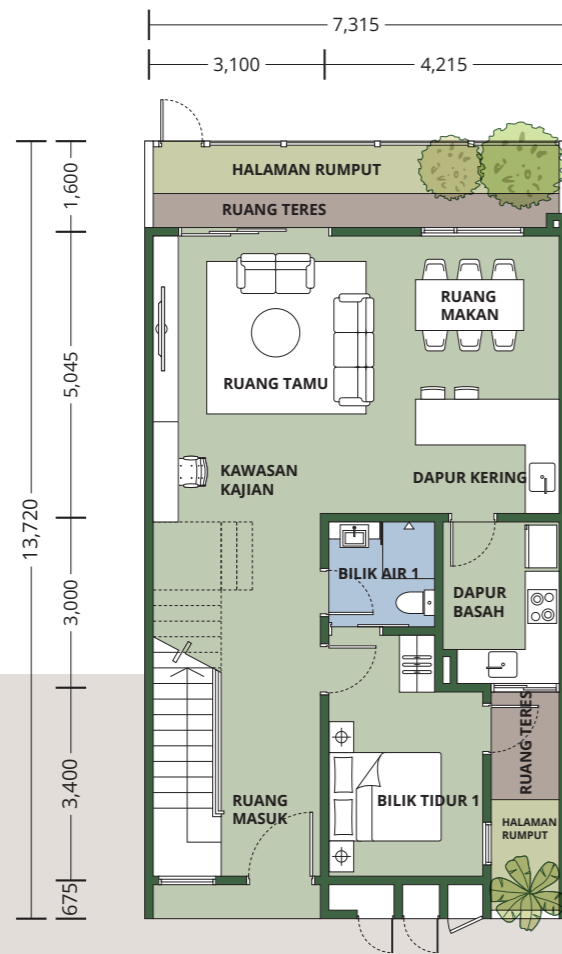 7,315
3,100
4,215
1,600
5,045
13,720
3,000
3,400
675
HALAMAN RUMPUT
RUANG TERES
RUANG
MAKAN
RUANG TAMU
KAWASAN
KAJIAN
DAPUR KERING
BILIK AIR 1
DAPUR
BASAH
RUANG TERES
RUANG
MASUK
BILIK TIDUR 1
HALAMAN
RUMPUT